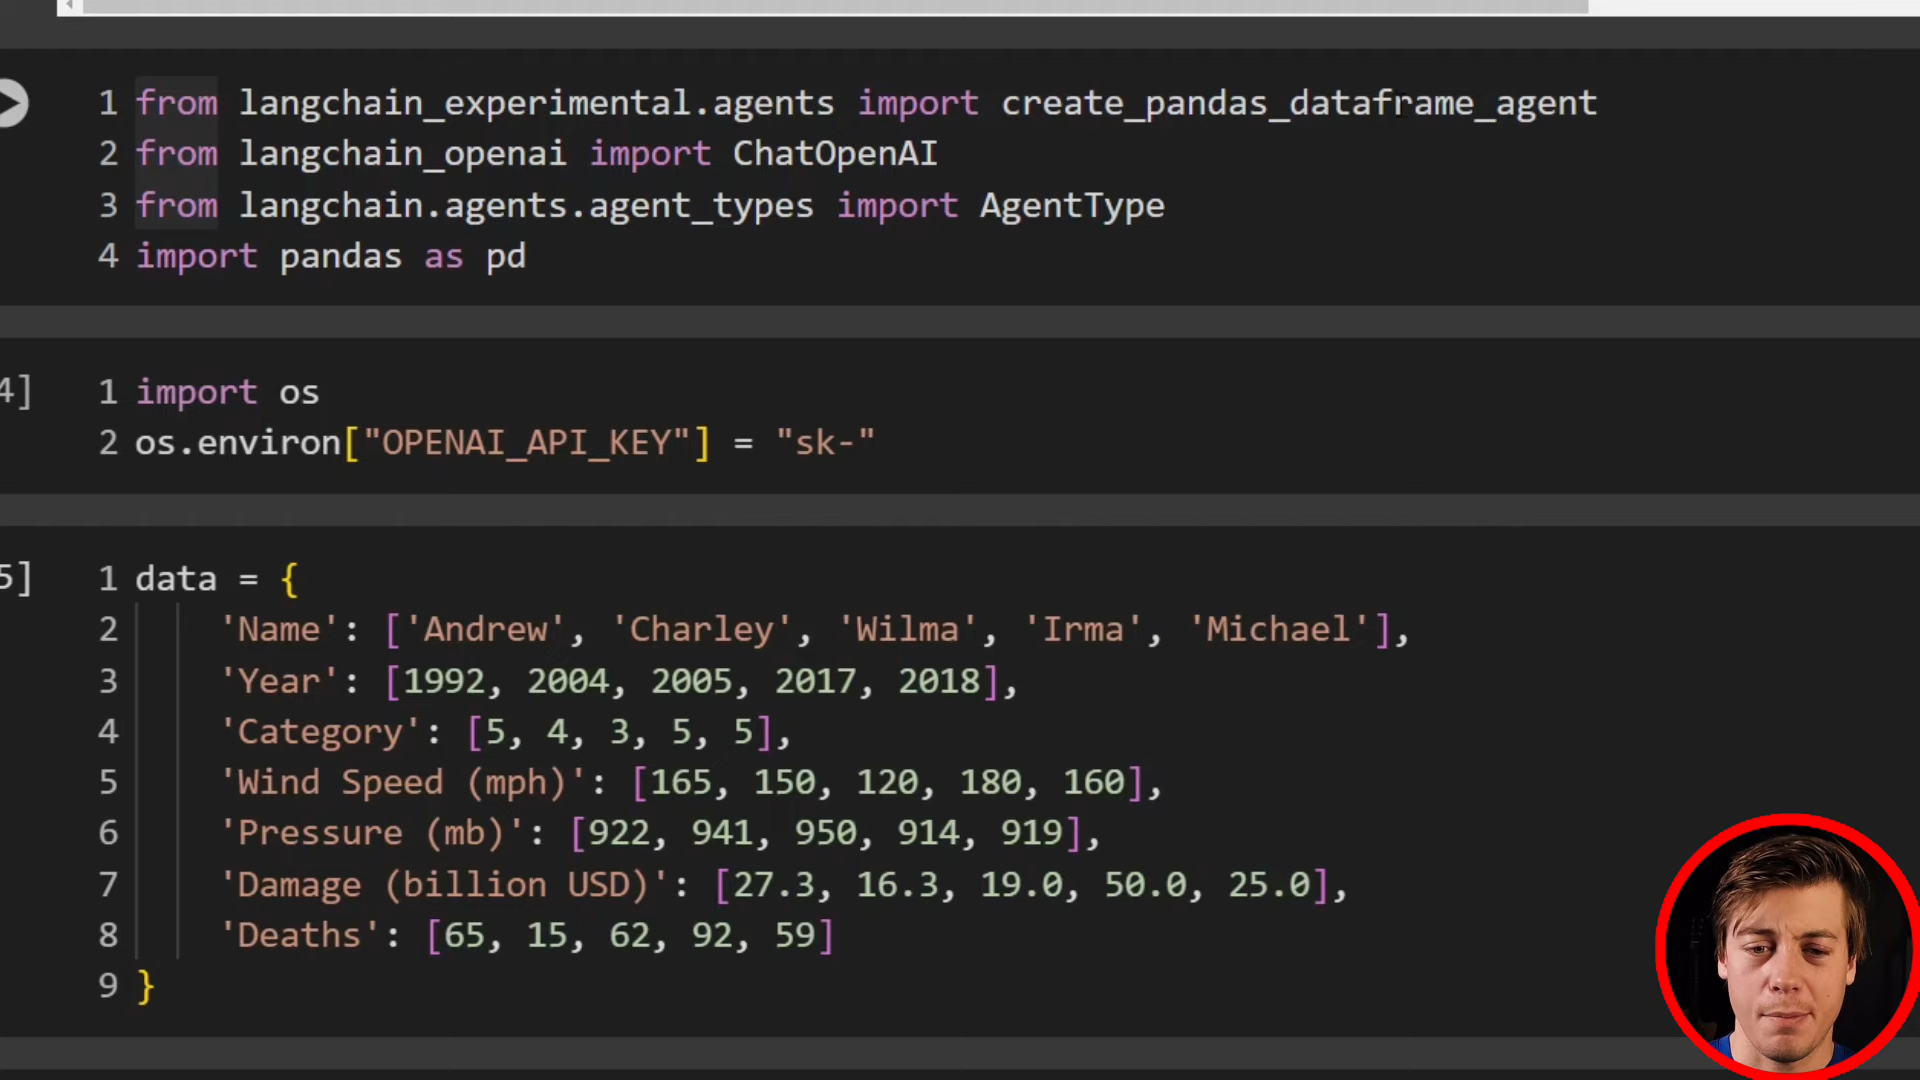 1 from langchain_experimental.agents import create_pandas_dataframe_agent
2 from langchain_openai import ChatOpenAI
3 from langchain.agents.agent_types import AgentType
4 import pandas as pd
4] 1 import os
2 os.environ["OPENAI_API_KEY"] = "sk-"
5] 1 data = {
2 'Name': ['Andrew', 'Charley', 'Wilma', 'Irma', 'Michael'],
3 'Year': [1992, 2004, 2005, 2017, 2018],
4 'Category': [5, 4, 3, 5, 5],
5 'Wind Speed (mph)': [165, 150, 120, 180, 160],
6 'Pressure (mb)': [922, 941, 950, 914, 919],
7 'Damage (billion USD)': [27.3, 16.3, 19.0, 50.0, 25.0],
8 'Deaths': [65, 15, 62, 92, 59]
9 }